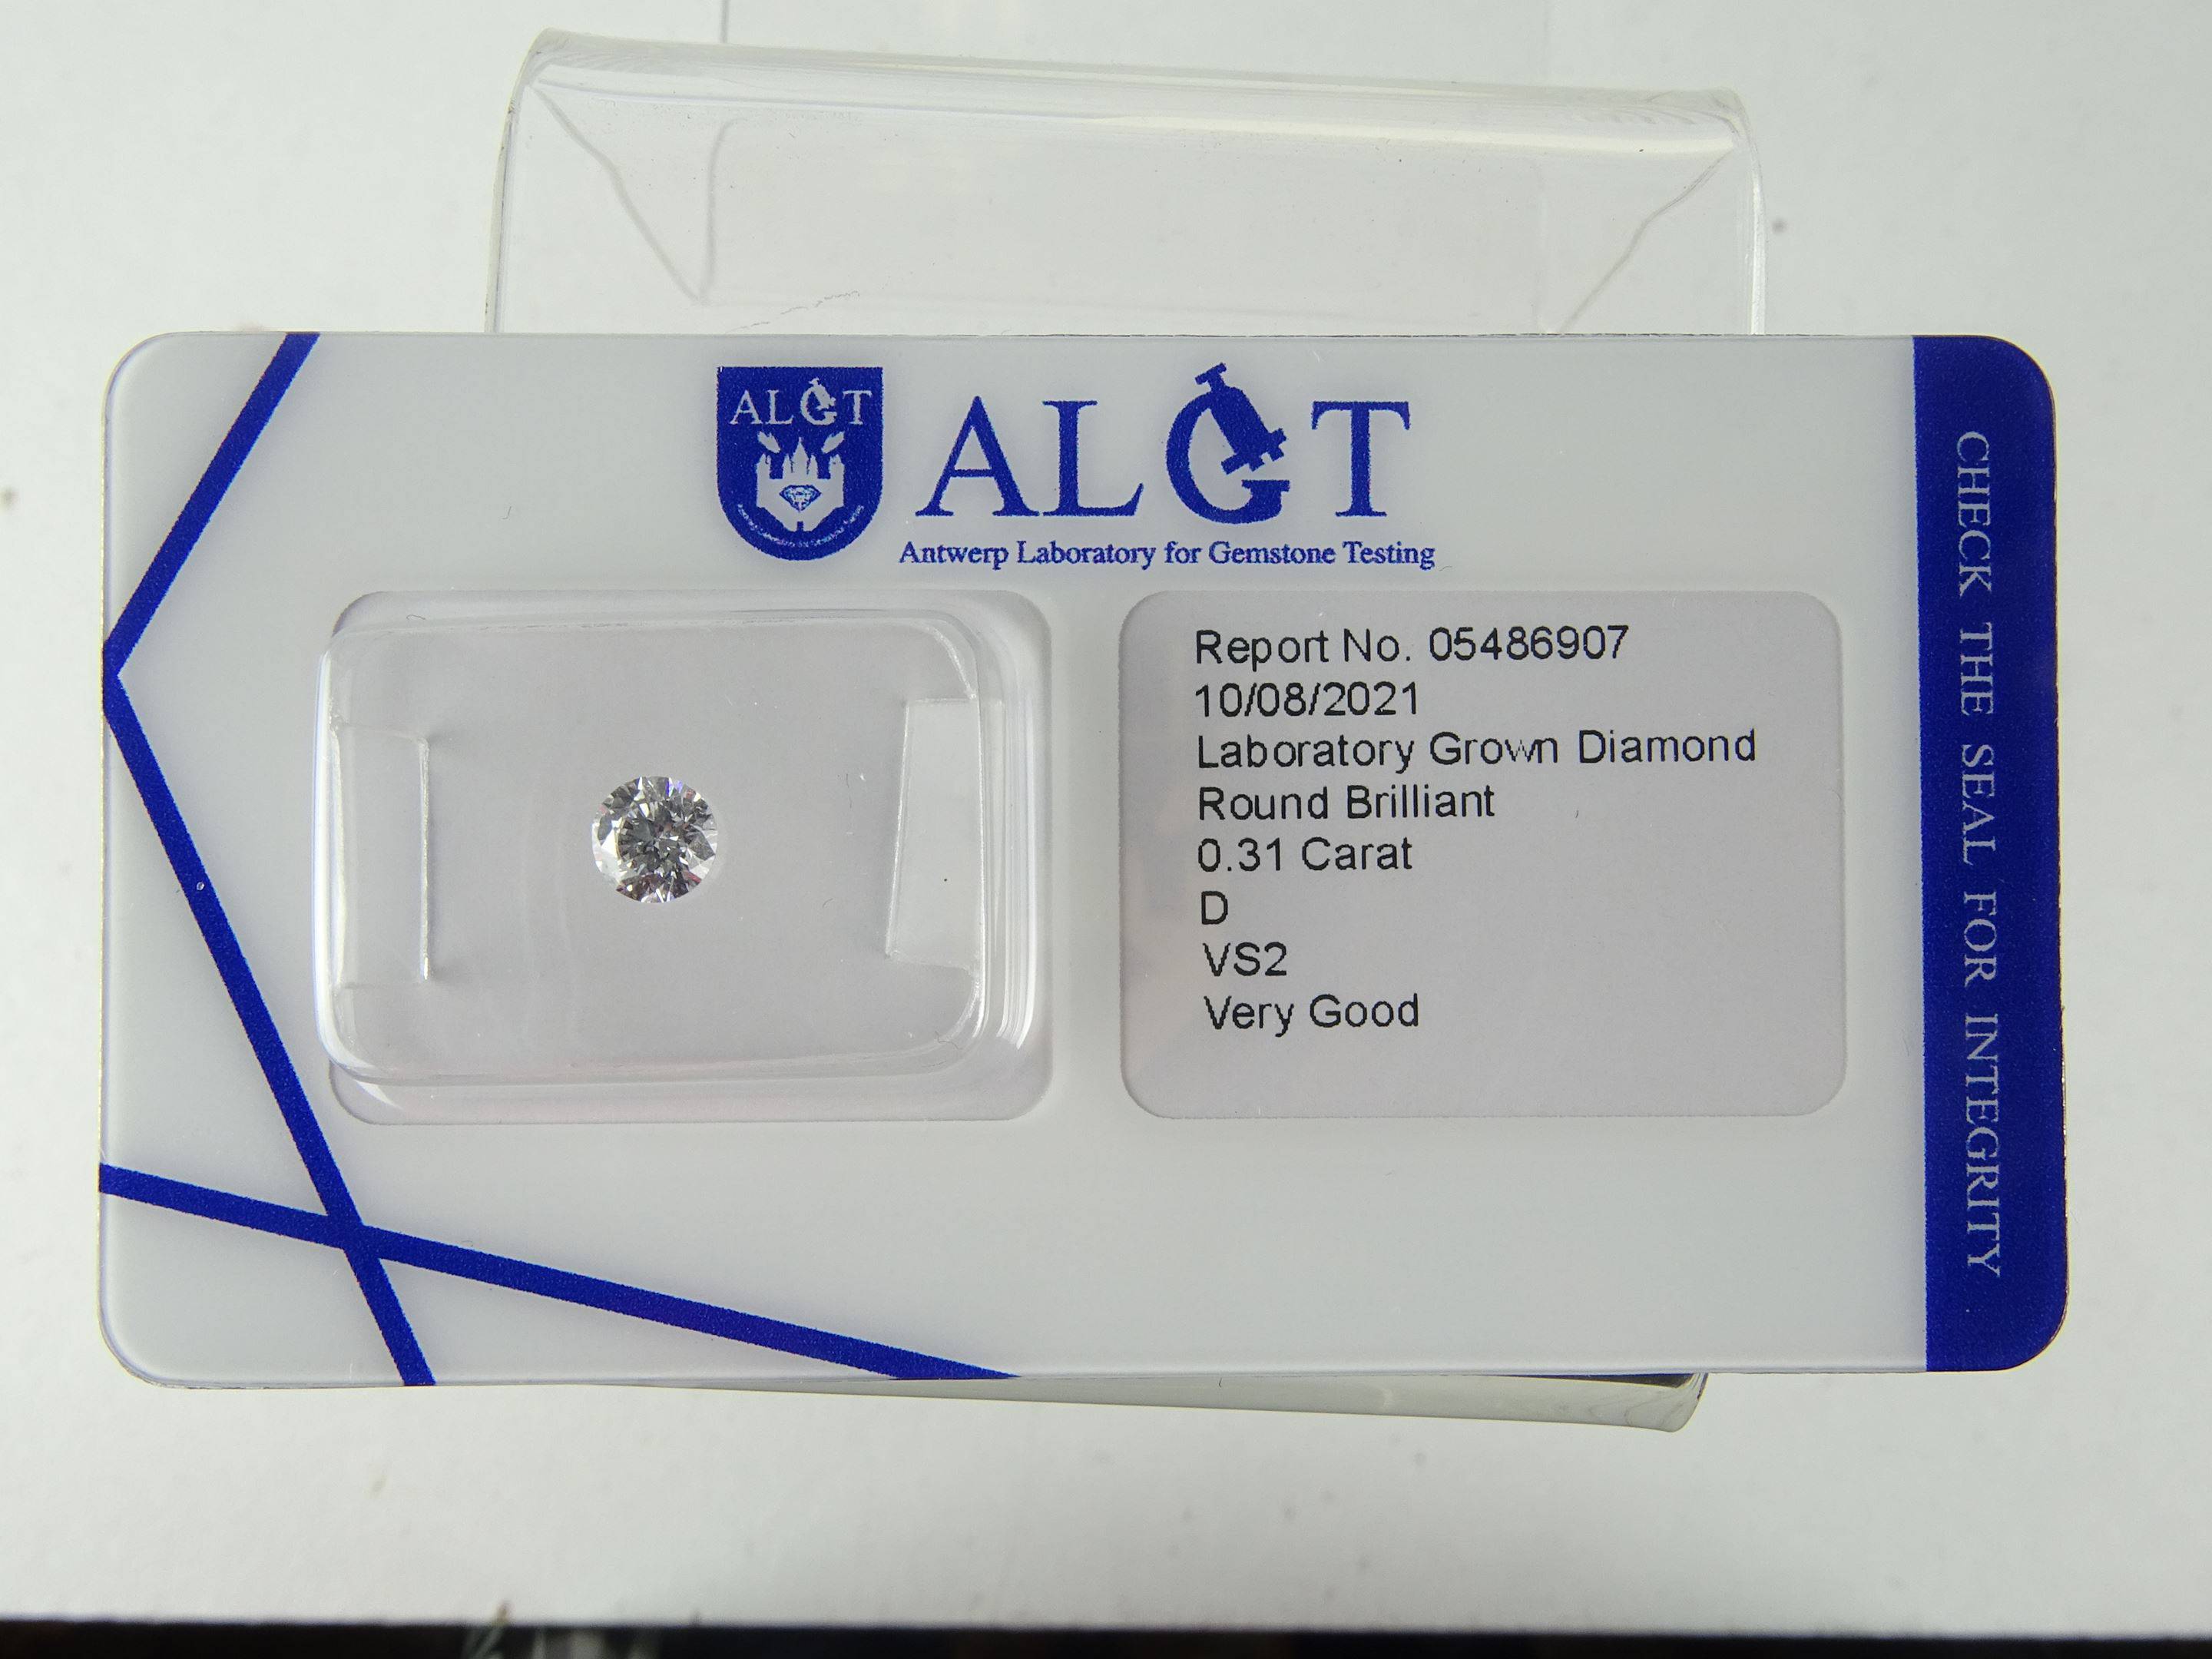 ALGT
ALGT
Antwerp Laboratory for Gemstone Testing
Report No. 05486907
10/08/2021
Laboratory Grown Diamond
Round Brilliant
0.31 Carat
D
VS2
Very Good
CHECK THE SEAL FOR INTEGRITY